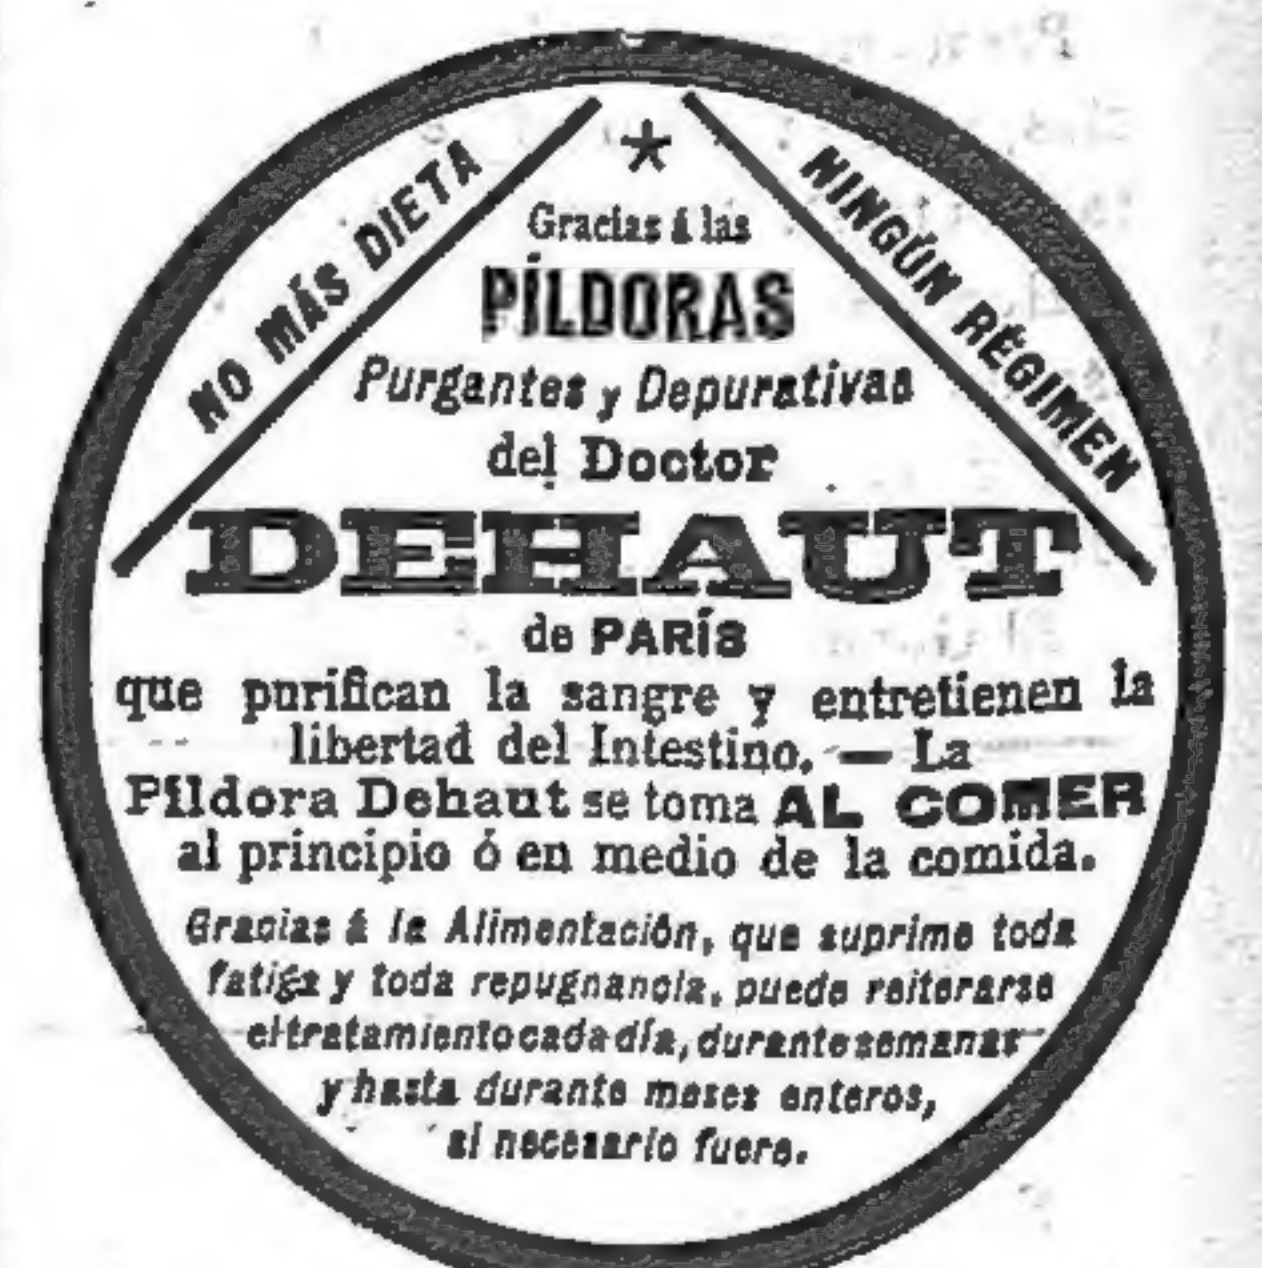 NO MÁS DIETA
NINGÚN RÉGIMEN
*
Gracias á las
PÍLDORAS
Purgantes y Depurativas
del Doctor
DEHAUT
de PARÍS
que purifican la sangre y entretienen la
libertad del Intestino. — La
Píldora Dehaut se toma AL COMER
al principio ó en medio de la comida.
Gracias á la Alimentación, que suprime toda
fatiga y toda repugnancia, puede reiterarse
el tratamiento cada día, durante semanas
y hasta durante meses enteros,
si necesario fuere.